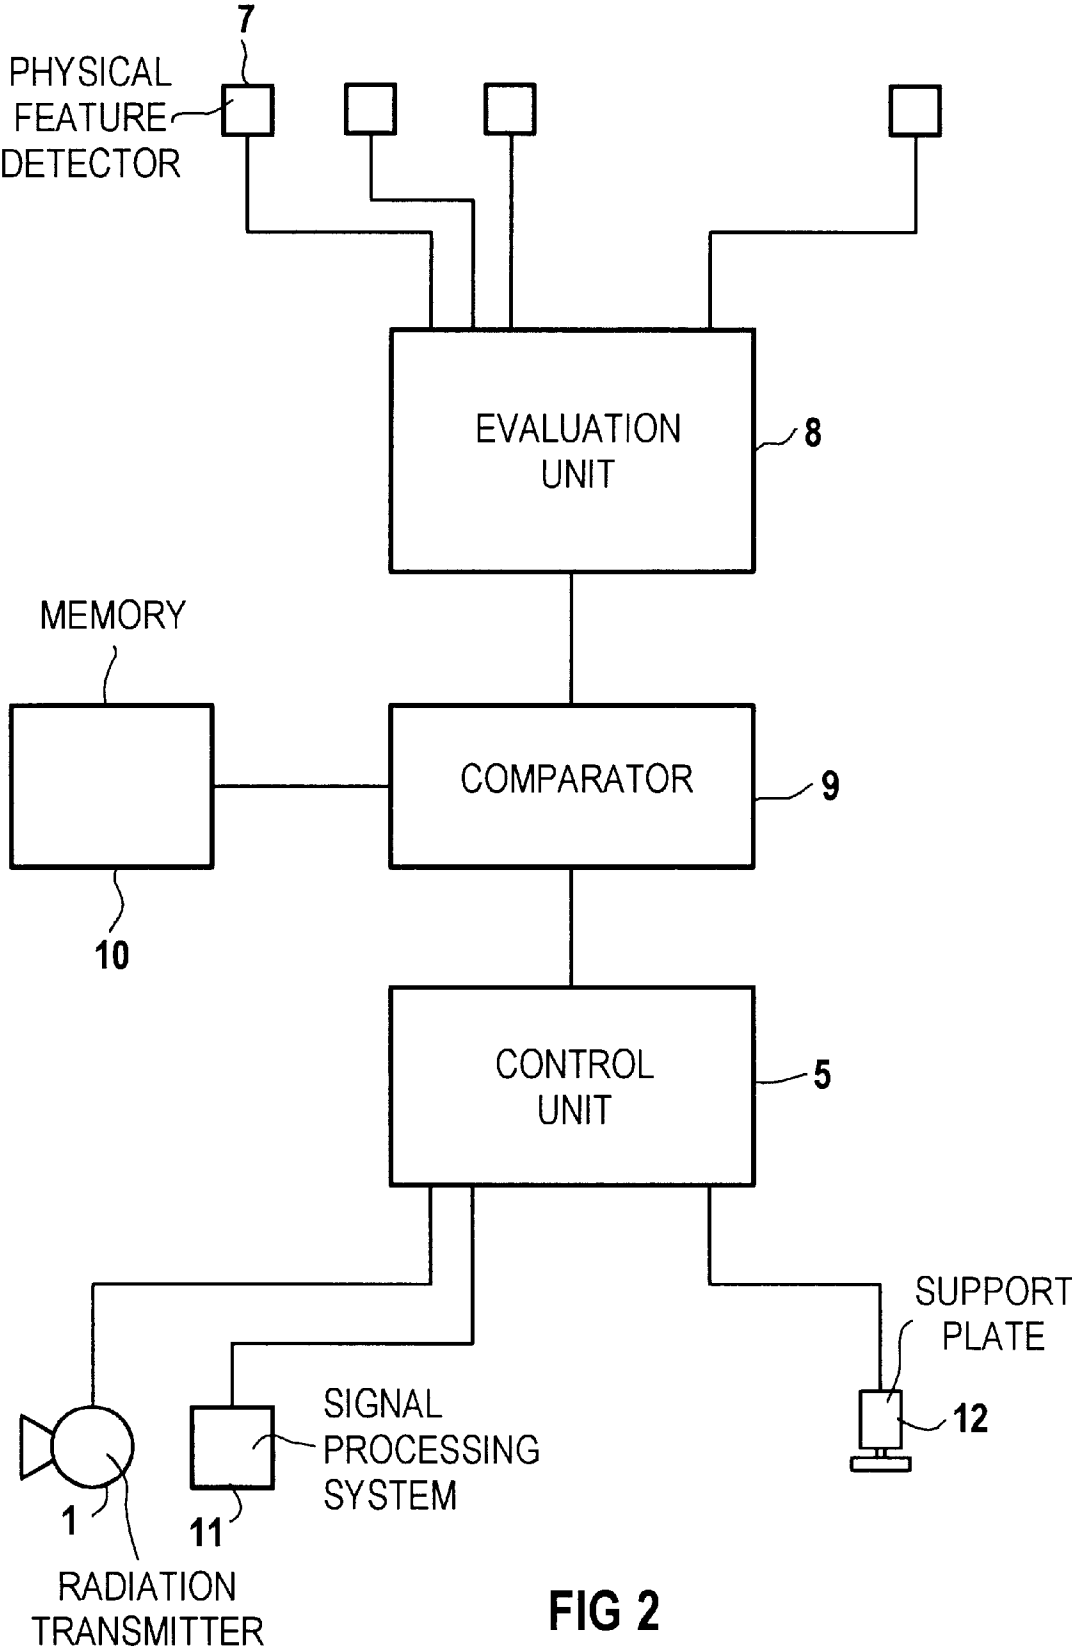 7
PHYSICAL
FEATURE
DETECTOR
EVALUATION
UNIT
8
MEMORY
10
COMPARATOR
9
CONTROL
UNIT
5
SUPPORT
PLATE
12
SIGNAL
PROCESSING
SYSTEM
11
1
RADIATION
TRANSMITTER
FIG 2